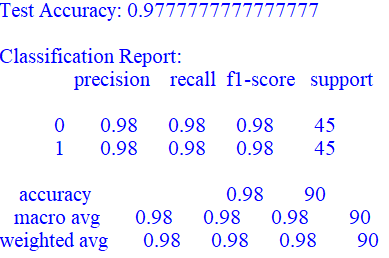 Test Accuracy: 0.9777777777777777
Classification Report:
precision recall f1-score support
0 0.98 0.98 0.98 45
1 0.98 0.98 0.98 45
accuracy 0.98 90
macro avg 0.98 0.98 0.98 90
weighted avg 0.98 0.98 0.98 90